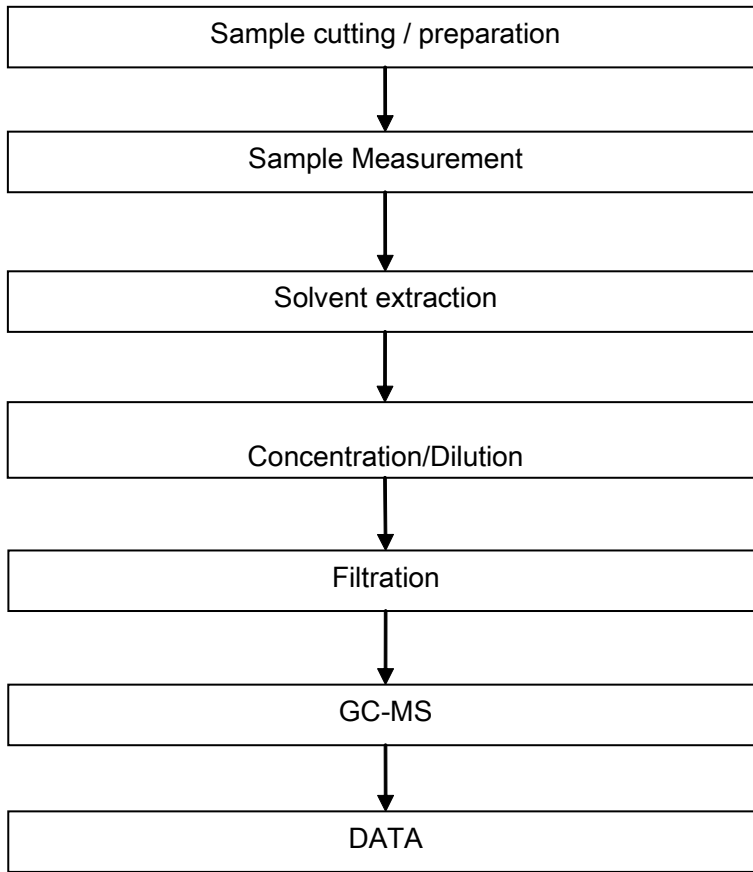 Sample cutting / preparation
Sample Measurement
Solvent extraction
Concentration/Dilution
Filtration
GC-MS
DATA